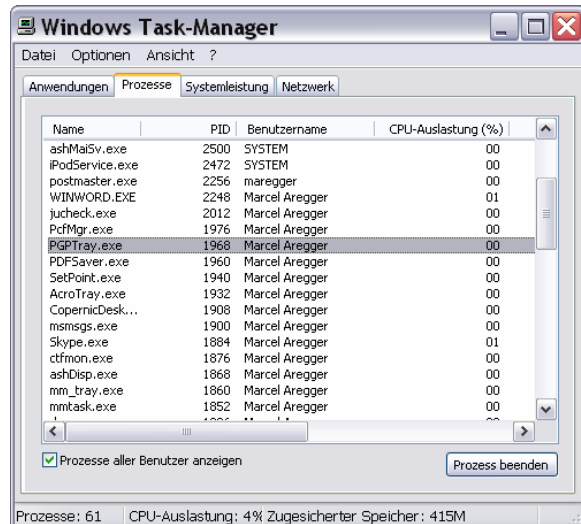 Windows Task-Manager
Datei Optionen Ansicht ?
Anwendungen Prozesse Systemleistung Netzwerk
Name PID Benutzername CPU-Auslastung (%)
ashMaiSv.exe 2500 SYSTEM 00
iPodService.exe 2472 SYSTEM 00
postmaster.exe 2256 maregger 00
WINWORD.EXE 2248 Marcel Aregger 01
jucheck.exe 2012 Marcel Aregger 00
PcfMgr.exe 1976 Marcel Aregger 00
PGPTray.exe 1968 Marcel Aregger 00
PDFSaver.exe 1960 Marcel Aregger 00
SetPoint.exe 1940 Marcel Aregger 00
AcroTray.exe 1932 Marcel Aregger 00
CopernicDesk... 1908 Marcel Aregger 00
msmsgs.exe 1900 Marcel Aregger 00
Skype.exe 1884 Marcel Aregger 01
ctfmon.exe 1876 Marcel Aregger 00
ashDisp.exe 1868 Marcel Aregger 00
mm_tray.exe 1860 Marcel Aregger 00
mmtask.exe 1852 Marcel Aregger 00
Prozesse aller Benutzer anzeigen
Prozess beenden
Prozesse: 61 CPU-Auslastung: 4% Zugesicherter Speicher: 415M